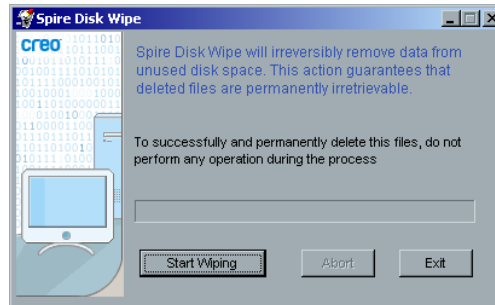 Spire Disk Wipe
creo
Spire Disk Wipe will irreversibly remove data from
unused disk space. This action guarantees that
deleted files are permanently irretrievable.
To successfully and permanently delete this files, do not
perform any operation during the process
Start Wiping
Abort
Exit